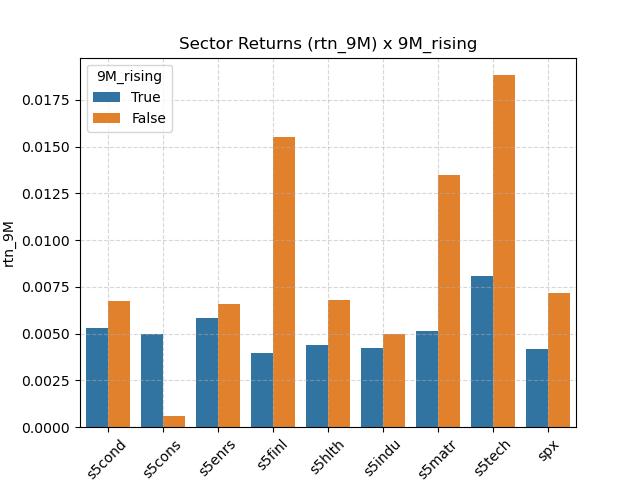 Sector Returns (rtn_9M) x 9M_rising
9M_rising
True
False
rtn_9M
0.0175
0.0150
0.0125
0.0100
0.0075
0.0050
0.0025
0.0000
s5cond
s5cons
s5enrs
s5finl
s5hlth
s5indu
s5matr
s5tech
spx